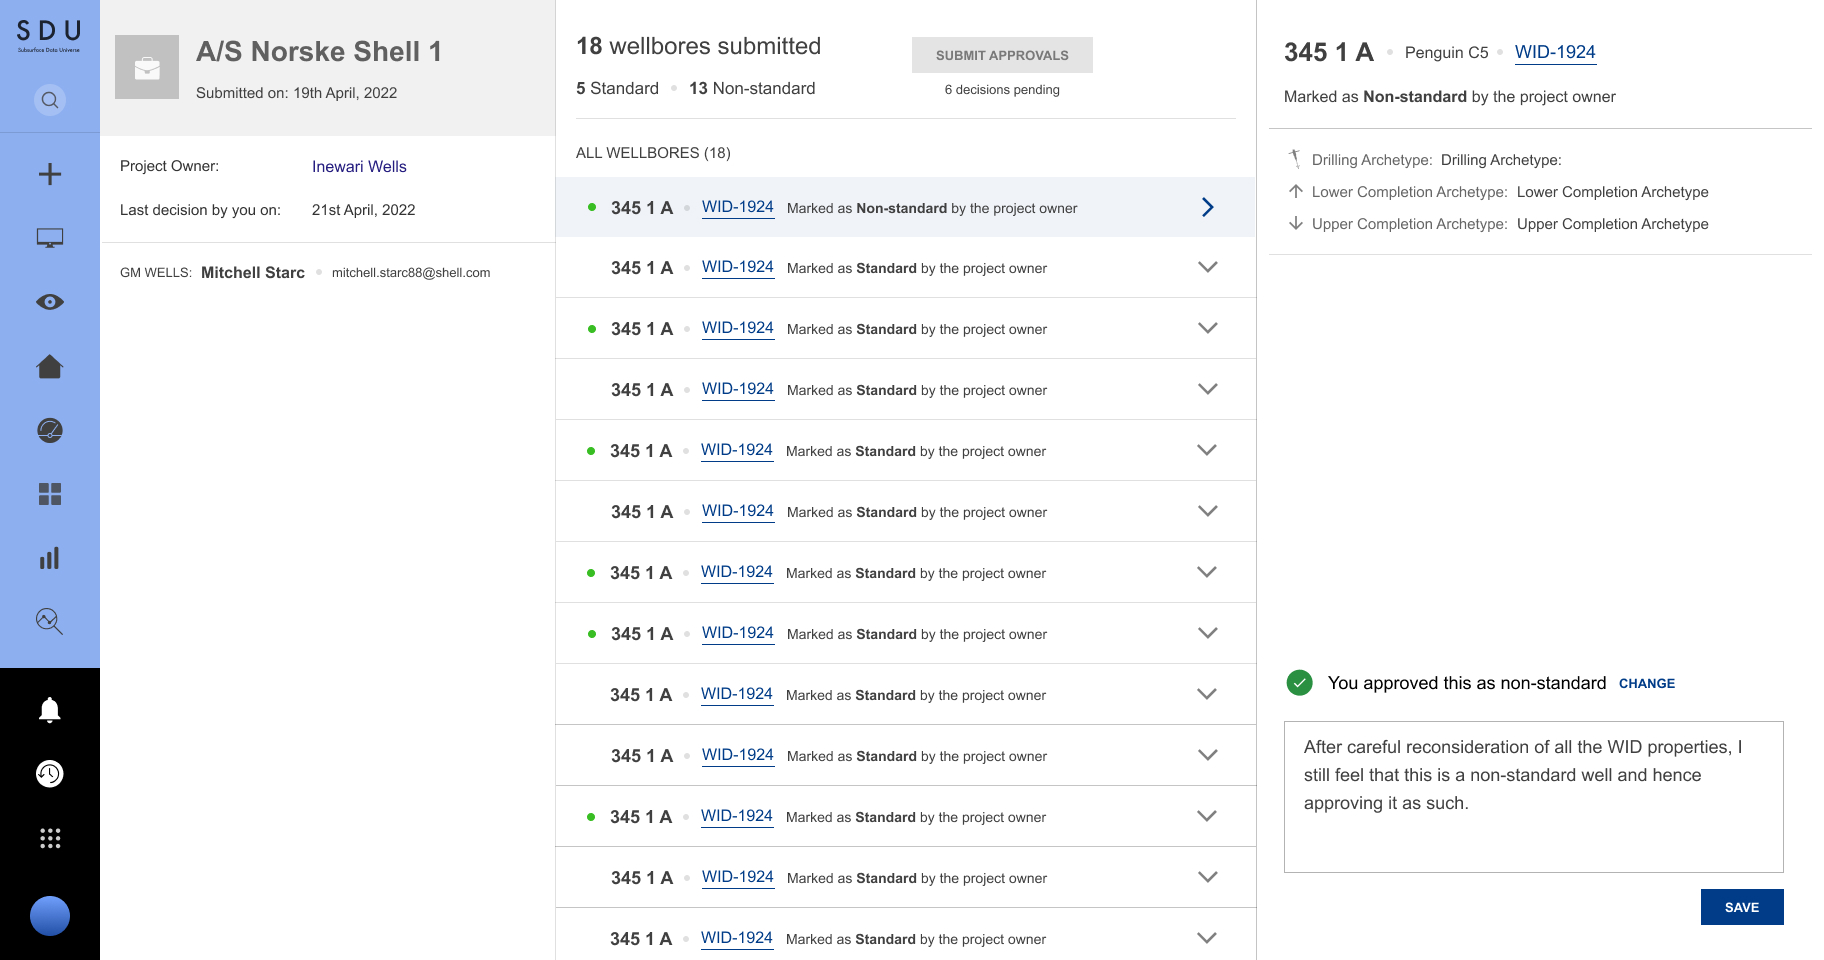 SDU
Subsurface Data Universe
A/S Norske Shell 1
Submitted on: 19th April, 2022
Project Owner: Inewari Wells
Last decision by you on: 21st April, 2022
GM WELLS: Mitchell Starc mitchell.starc88@shell.com
18 wellbores submitted
5 Standard 13 Non-standard
SUBMIT APPROVALS
6 decisions pending
ALL WELLBORES (18)
345 1 A WID-1924 Marked as Non-standard by the project owner
345 1 A WID-1924 Marked as Standard by the project owner
345 1 A WID-1924 Marked as Standard by the project owner
345 1 A WID-1924 Marked as Standard by the project owner
345 1 A WID-1924 Marked as Standard by the project owner
345 1 A WID-1924 Marked as Standard by the project owner
345 1 A WID-1924 Marked as Standard by the project owner
345 1 A WID-1924 Marked as Standard by the project owner
345 1 A WID-1924 Marked as Standard by the project owner
345 1 A WID-1924 Marked as Standard by the project owner
345 1 A WID-1924 Marked as Standard by the project owner
345 1 A WID-1924 Marked as Standard by the project owner
345 1 A WID-1924 Marked as Standard by the project owner
345 1 A Penguin C5 WID-1924
Marked as Non-standard by the project owner
Drilling Archetype: Drilling Archetype:
Lower Completion Archetype: Lower Completion Archetype
Upper Completion Archetype: Upper Completion Archetype
You approved this as non-standard CHANGE
After careful reconsideration of all the WID properties, I
still feel that this is a non-standard well and hence
approving it as such.
SAVE